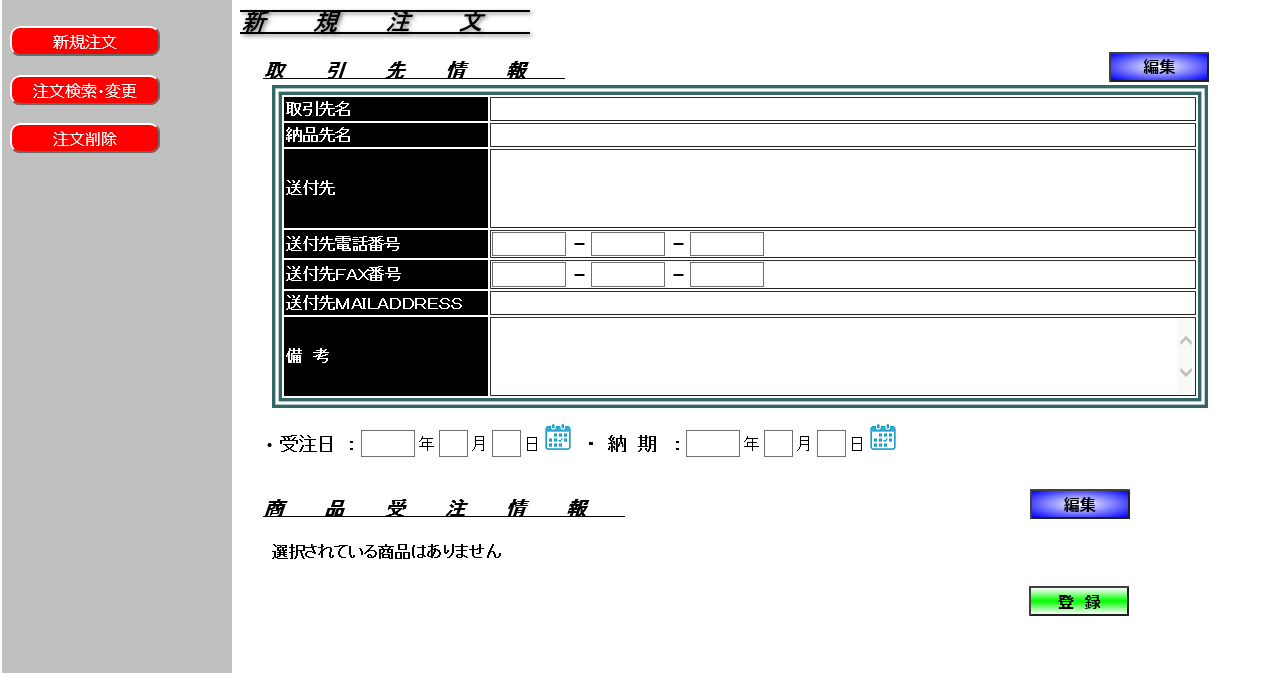 新規注文
注文検索･変更
注文削除
新規注文
取引先情報
編集
取引先名
納品先名
送付先
送付先電話番号 － －
送付先FAX番号 － －
送付先MAILADDRESS
備 考
・受注日 ： 年 月 日 ・ 納 期 ： 年 月 日
商品受注情報
編集
選択されている商品はありません
登 録